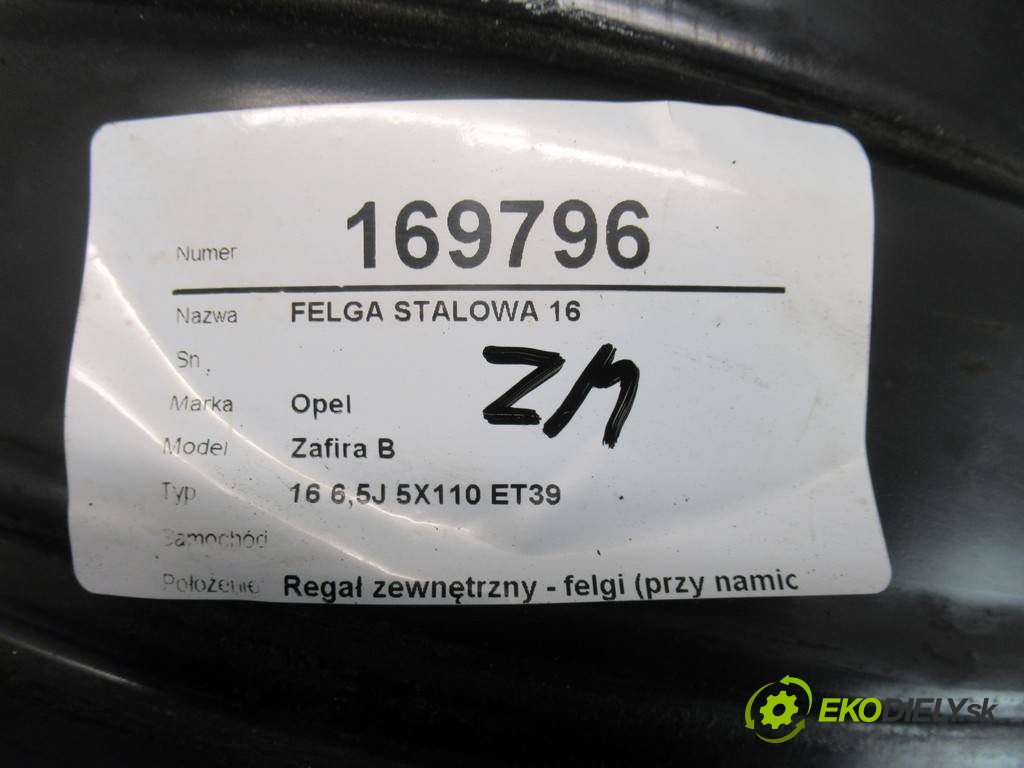 Numer 169796
Nazwa FELGA STALOWA 16
Sn.
ZM
Marka Opel
Model Zafira B
Typ 16 6,5J 5X110 ET39
Samochód
Położenie Regał zewnętrzny - felgi (przy namic
EKODIELY.sk